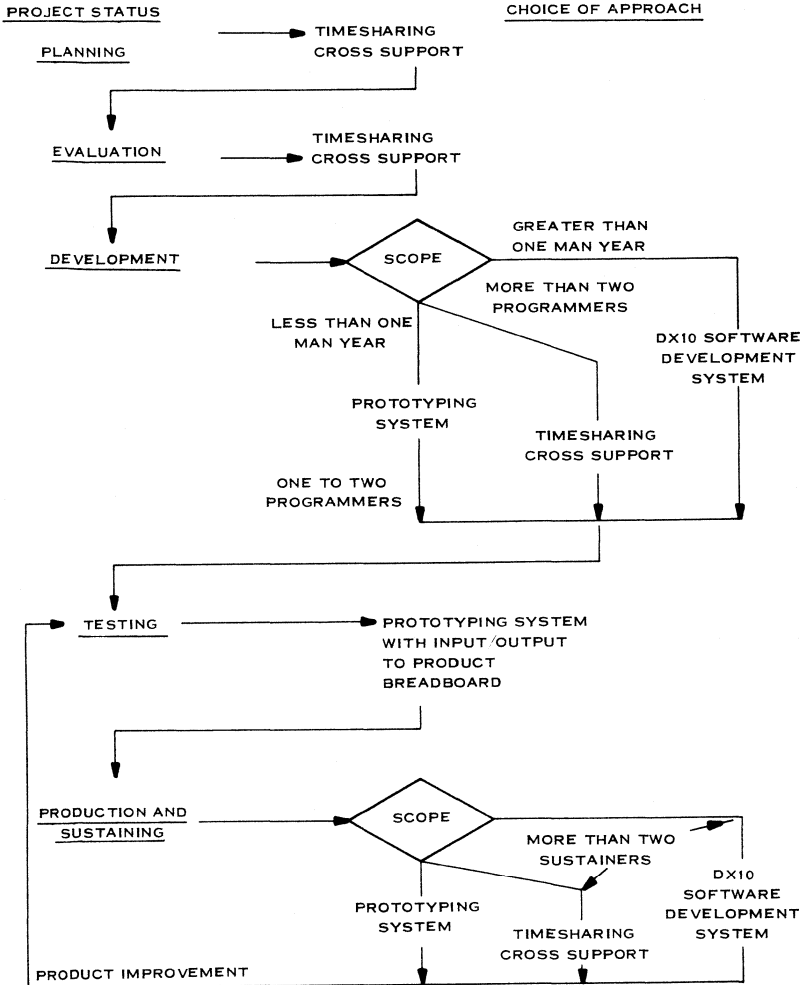 PROJECT STATUS
CHOICE OF APPROACH
PLANNING
TIMESHARING
CROSS SUPPORT
EVALUATION
TIMESHARING
CROSS SUPPORT
DEVELOPMENT
SCOPE
GREATER THAN
ONE MAN YEAR
MORE THAN TWO
PROGRAMMERS
LESS THAN ONE
MAN YEAR
DX10 SOFTWARE
DEVELOPMENT
SYSTEM
PROTOTYPING
SYSTEM
TIMESHARING
CROSS SUPPORT
ONE TO TWO
PROGRAMMERS
TESTING
PROTOTYPING SYSTEM
WITH INPUT/OUTPUT
TO PRODUCT
BREADBOARD
PRODUCTION AND
SUSTAINING
SCOPE
MORE THAN TWO
SUSTAINERS
DX10
SOFTWARE
DEVELOPMENT
SYSTEM
PROTOTYPING
SYSTEM
TIMESHARING
CROSS SUPPORT
PRODUCT IMPROVEMENT